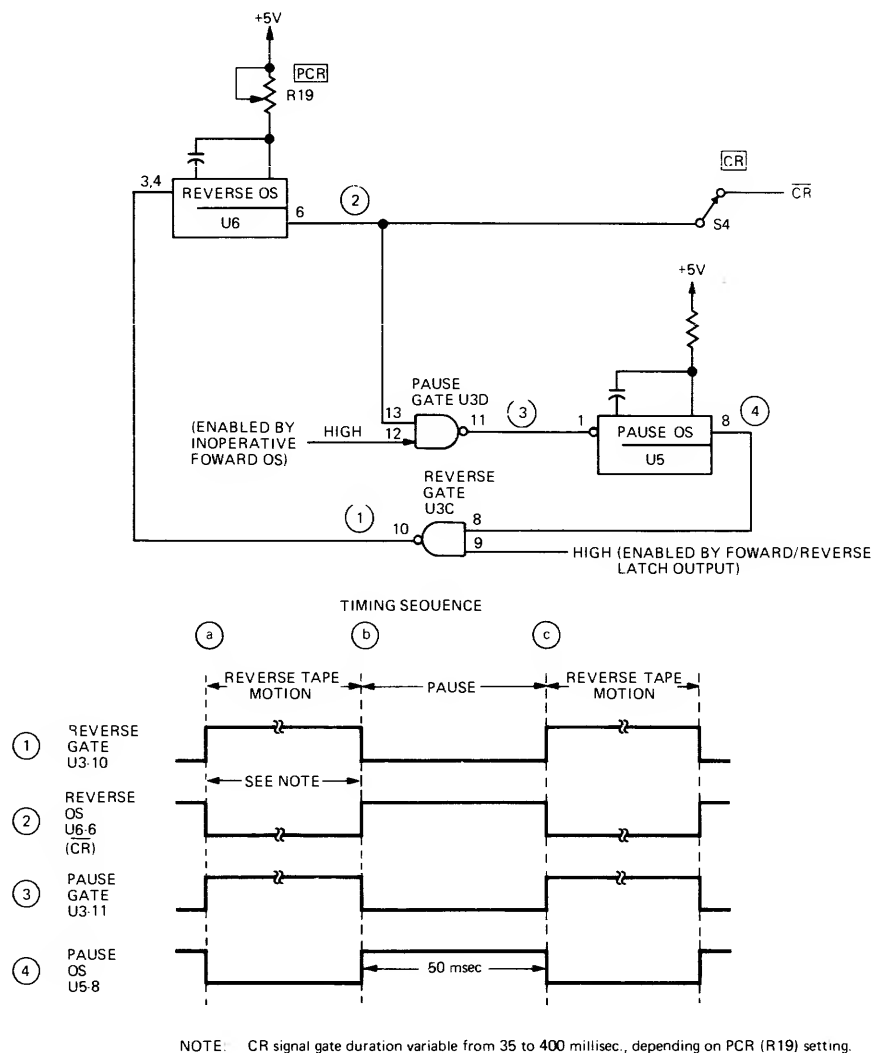 +5V
PCR
R19
3,4
REVERSE OS
U6
6
2
CR
CR
S4
+5V
PAUSE
GATE U3D
13
12
11
3
1
PAUSE OS
U5
8
4
(ENABLED BY
INOPERATIVE
FOWARD OS)
HIGH
REVERSE
GATE
U3C
1
10
8
9
HIGH (ENABLED BY FOWARD/REVERSE
LATCH OUTPUT)
TIMING SEQUENCE
a
b
c
REVERSE TAPE
MOTION
PAUSE
REVERSE TAPE
MOTION
1
REVERSE
GATE
U3-10
SEE NOTE
2
REVERSE
OS
U6-6
(CR)
3
PAUSE
GATE
U3-11
4
PAUSE
OS
U5-8
50 msec
NOTE: CR signal gate duration variable from 35 to 400 millisec., depending on PCR (R19) setting.